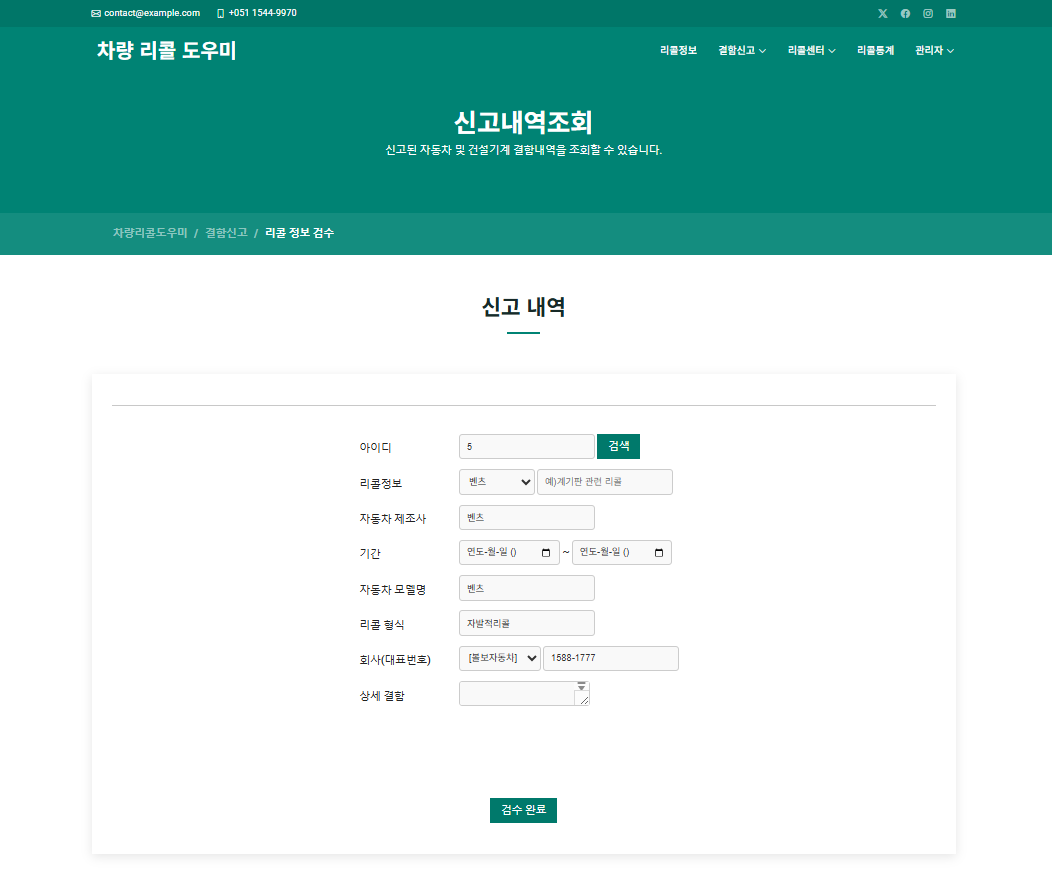 contact@example.com +051 1544-9970
차량 리콜 도우미 리콜정보 결함신고 리콜센터 리콜통계 관리자
신고내역조회
신고된 자동차 및 건설기계 결함내역을 조회할 수 있습니다.
차량리콜도우미 / 결함신고 / 리콜 정보 검수
신고 내역
아이디 5 검색
리콜정보 벤츠 예)계기판 관련 리콜
자동차 제조사 벤츠
기간 연도-월-일 () ~ 연도-월-일 ()
자동차 모델명 벤츠
리콜 형식 자발적리콜
회사(대표번호) [볼보자동차] 1588-1777
상세 결함
검수 완료